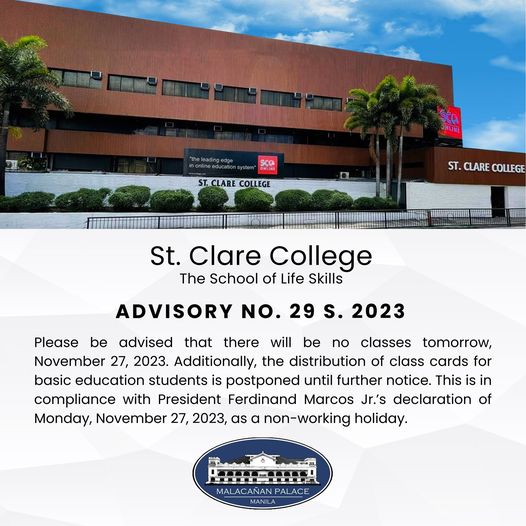 SCC
ONLINE
"the leading edge
in online education system"
SCC
ST. CLARE COLLEGE
ST. CLARE COLLEGE
St. Clare College
The School of Life Skills
ADVISORY NO. 29 S. 2023
Please be advised that there will be no classes tomorrow,
November 27, 2023. Additionally, the distribution of class cards for
basic education students is postponed until further notice. This is in
compliance with President Ferdinand Marcos Jr.'s declaration of
Monday, November 27, 2023, as a non-working holiday.
MALACAÑAN PALACE
MANILA